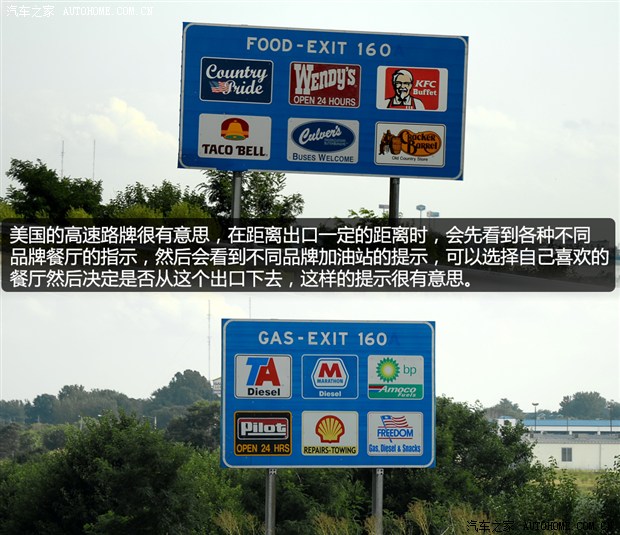 汽车之家 AUTOHOME.COM.CN
FOOD-EXIT 160
Country Pride
WENDY'S
OPEN 24 HOURS
KFC
Buffet
TACO BELL
Culver's
BUSES WELCOME
Cracker Barrel
Old Country Store
美国的高速路牌很有意思，在距离出口一定的距离时，会先看到各种不同
品牌餐厅的指示，然后会看到不同品牌加油站的提示，可以选择自己喜欢的
餐厅然后决定是否从这个出口下去，这样的提示很有意思。
GAS-EXIT 160
TA
Diesel
M
MARATHON
Diesel
bp
Amoco
Fuels
Pilot
OPEN 24 HRS
Shell
REPAIRS-TOWING
FREEDOM
Gas, Diesel & Snacks
汽车之家
AUTOHOME.COM.CN